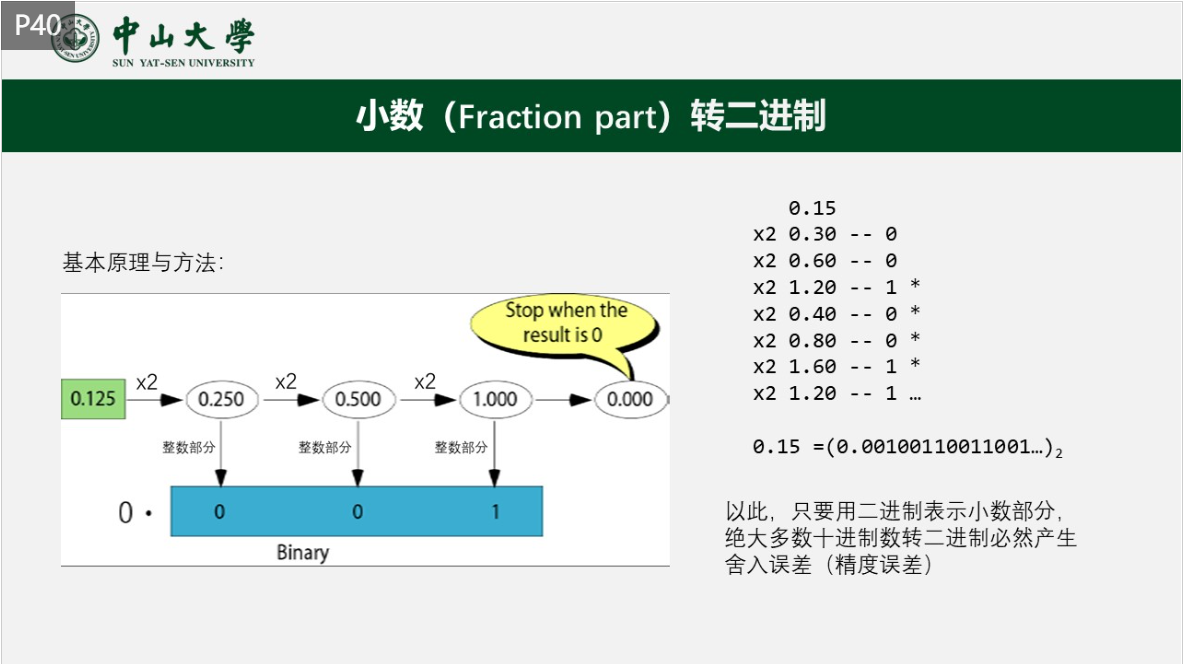 P40
中山大學
SUN YAT-SEN UNIVERSITY
小数（Fraction part）转二进制
基本原理与方法：
Stop when the
result is 0
0.125 x2 0.250 x2 0.500 x2 1.000 0.000
整数部分 整数部分 整数部分
0 · 0 0 1
Binary
0.15
x2 0.30 -- 0
x2 0.60 -- 0
x2 1.20 -- 1 *
x2 0.40 -- 0 *
x2 0.80 -- 0 *
x2 1.60 -- 1 *
x2 1.20 -- 1 …
0.15 =(0.00100110011001…)₂
以此，只要用二进制表示小数部分，
绝大多数十进制数转二进制必然产生
舍入误差（精度误差）